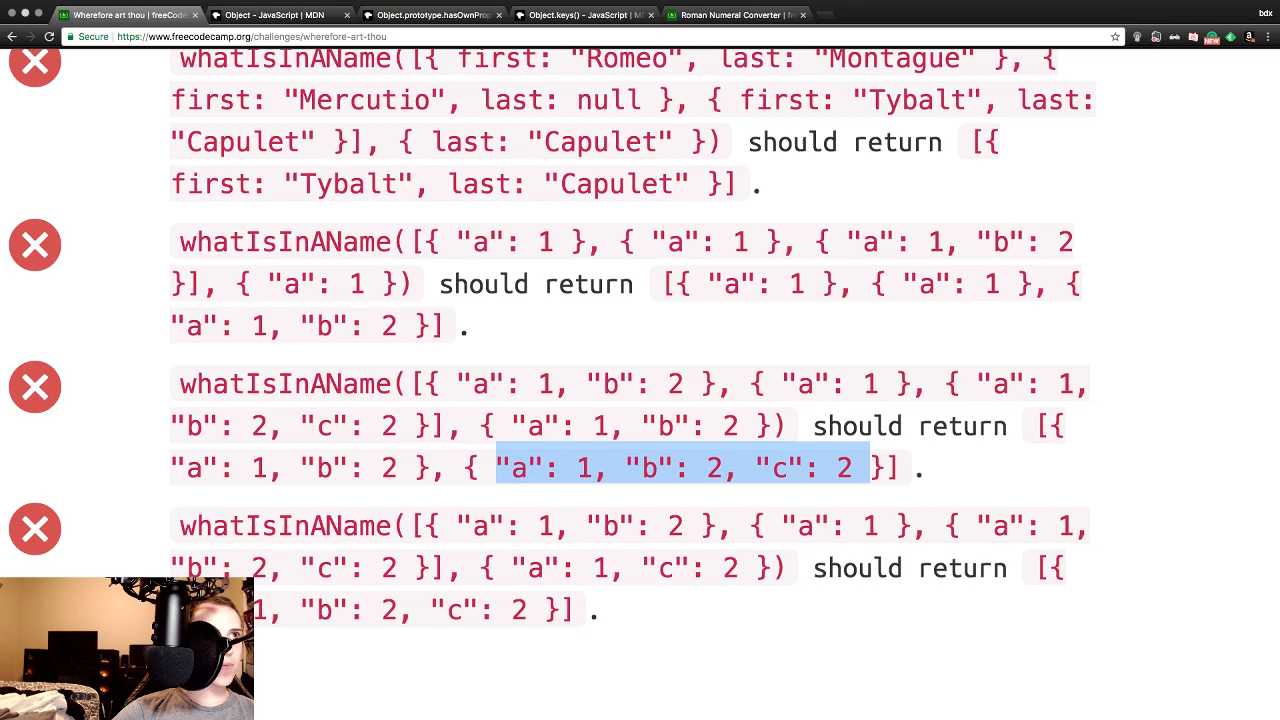 Wherefore art thou | freeCode
Object - JavaScript | MDN
Object.prototype.hasOwnProp
Object.keys() - JavaScript | MDN
Roman Numeral Converter | freeC
bdx
Secure
https://www.freecodecamp.org/challenges/wherefore-art-thou
whatIsInAName([{ first: "Romeo", last: "Montague" }, {
first: "Mercutio", last: null }, { first: "Tybalt", last:
"Capulet" }], { last: "Capulet" }) should return [{
first: "Tybalt", last: "Capulet" }].
whatIsInAName([{ "a": 1 }, { "a": 1 }, { "a": 1, "b": 2
}], { "a": 1 }) should return [{ "a": 1 }, { "a": 1 }, {
"a": 1, "b": 2 }].
whatIsInAName([{ "a": 1, "b": 2 }, { "a": 1 }, { "a": 1,
"b": 2, "c": 2 }], { "a": 1, "b": 2 }) should return [{
"a": 1, "b": 2 }, { "a": 1, "b": 2, "c": 2 }].
whatIsInAName([{ "a": 1, "b": 2 }, { "a": 1 }, { "a": 1,
"b": 2, "c": 2 }], { "a": 1, "c": 2 }) should return [{
1, "b": 2, "c": 2 }].